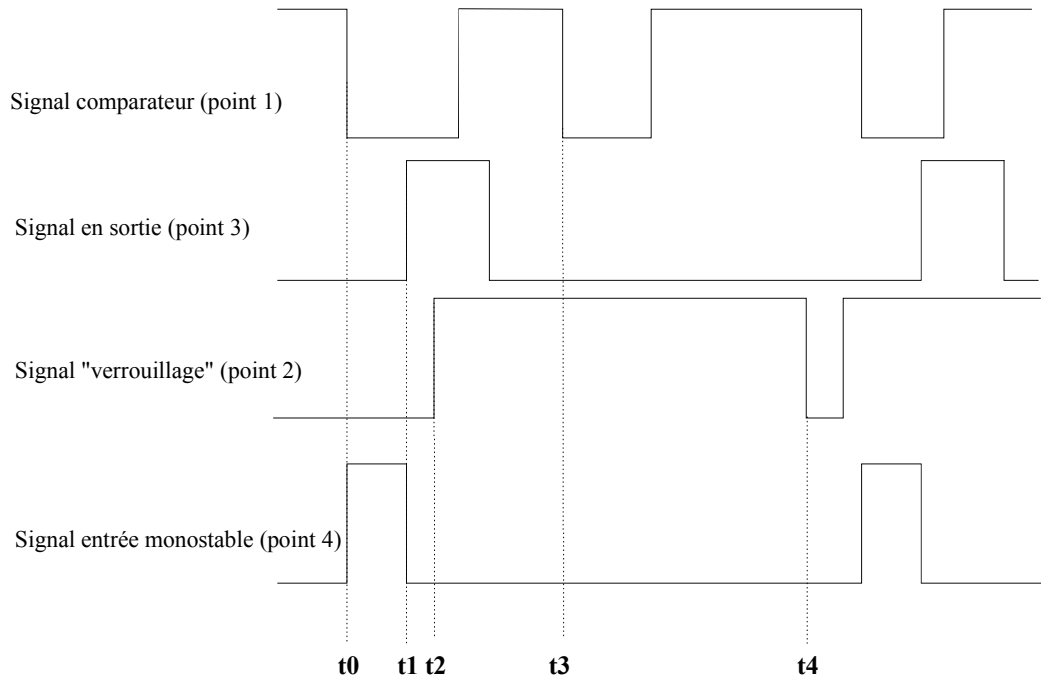 Signal comparateur (point 1)
Signal en sortie (point 3)
Signal "verrouillage" (point 2)
Signal entrée monostable (point 4)
t0 t1 t2 t3 t4